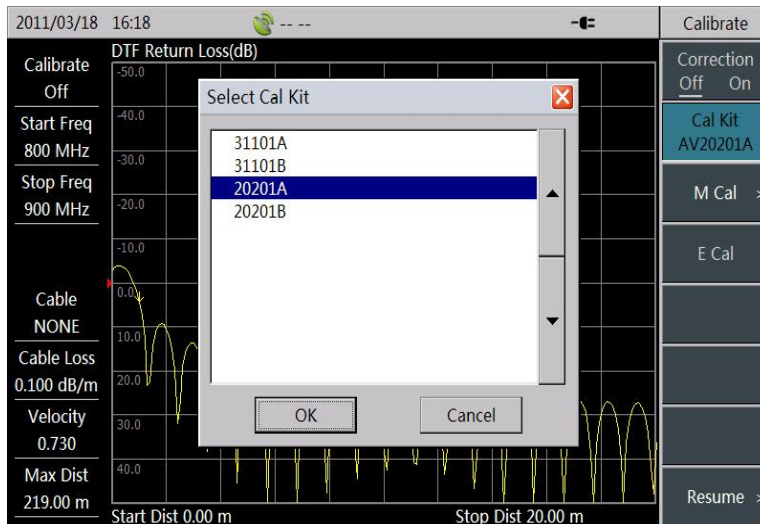 2011/03/18 16:18 -- -- Calibrate
DTF Return Loss(dB)
Calibrate
Off
Start Freq
800 MHz
Stop Freq
900 MHz
Cable
NONE
Cable Loss
0.100 dB/m
Velocity
0.730
Max Dist
219.00 m
-50.0
-40.0
-30.0
-20.0
-10.0
0.0
10.0
20.0
30.0
40.0
Select Cal Kit
31101A
31101B
20201A
20201B
OK Cancel
Start Dist 0.00 m Stop Dist 20.00 m
Correction
Off On
Cal Kit
AV20201A
M Cal >
E Cal
Resume >